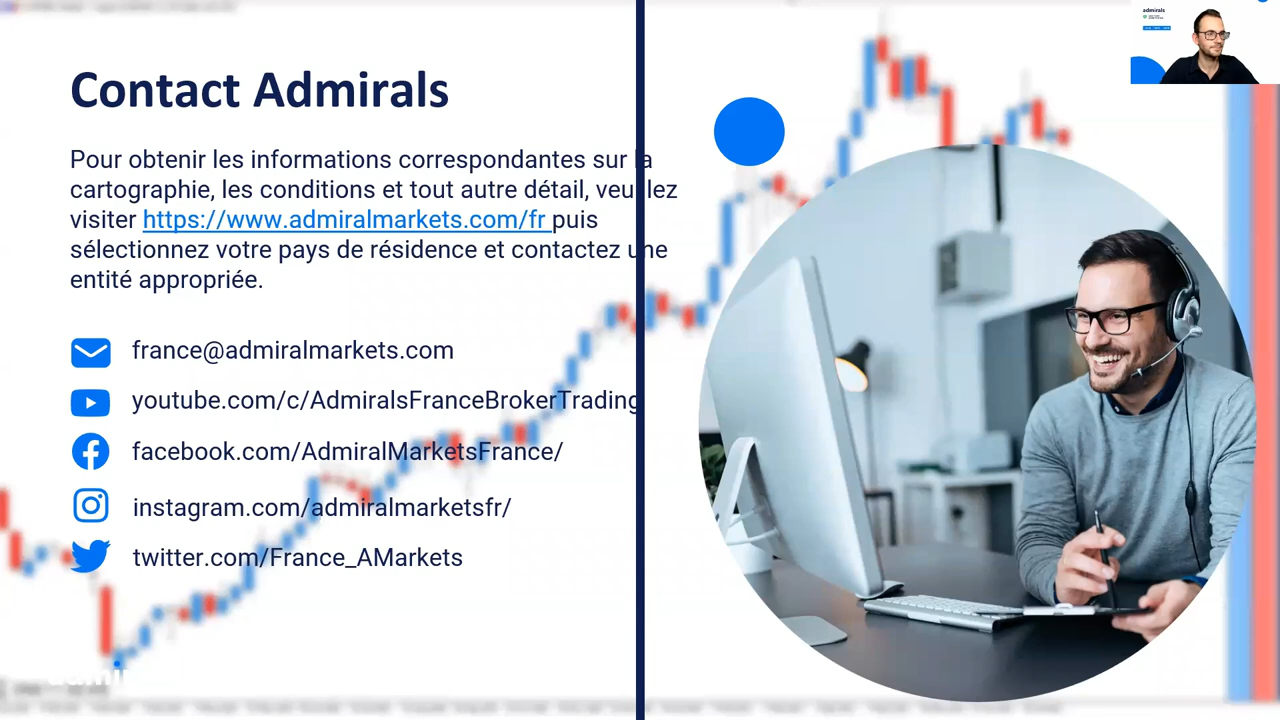 Contact Admirals
Pour obtenir les informations correspondantes sur la
cartographie, les conditions et tout autre détail, veuillez
visiter https://www.admiralmarkets.com/fr puis
sélectionnez votre pays de résidence et contactez une
entité appropriée.
france@admiralmarkets.com
youtube.com/c/AdmiralsFranceBrokerTrading
facebook.com/AdmiralMarketsFrance/
instagram.com/admiralmarketsfr/
twitter.com/France_AMarkets
admirals